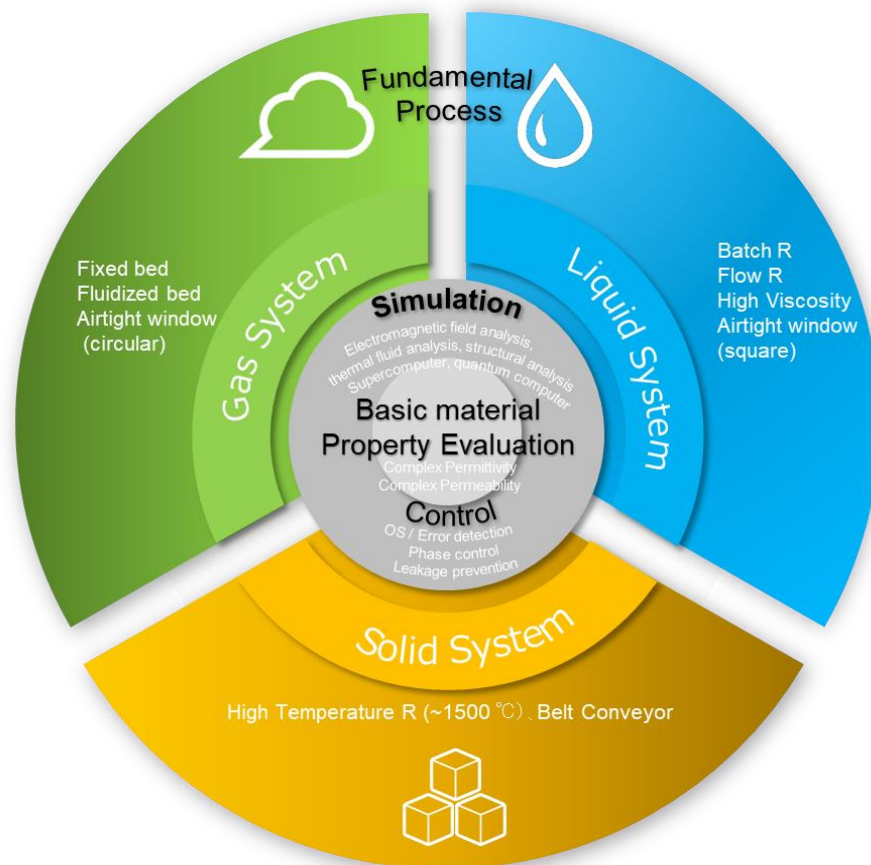 Fundamental
Process
Fixed bed
Fluidized bed
Airtight window
(circular)
Gas System
Batch R
Flow R
High Viscosity
Airtight window
(square)
Liquid System
Simulation
Electromagnetic field analysis,
thermal fluid analysis, structural analysis
Supercomputer, quantum computer
Basic material
Property Evaluation
Complex Permittivity
Complex Permeability
Control
OS / Error detection
Phase control
Leakage prevention
Solid System
High Temperature R (~1500 ℃)、Belt Conveyor